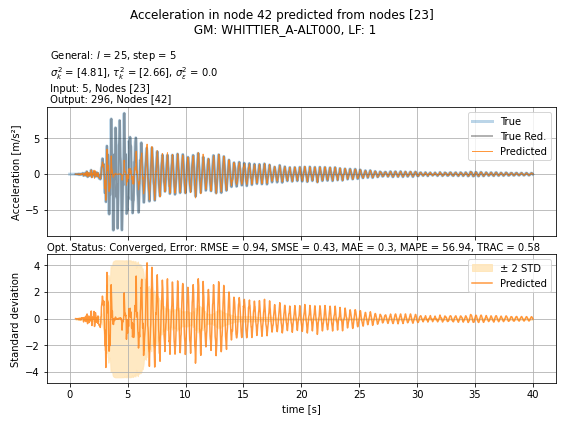 Acceleration in node 42 predicted from nodes [23]
GM: WHITTIER_A-ALT000, LF: 1
General: l = 25, step = 5
σ²ₖ = [4.81], τ²ₖ = [2.66], σ²ε = 0.0
Input: 5, Nodes [23]
Output: 296, Nodes [42]
True
True Red.
Predicted
Acceleration [m/s²]
5
0
−5
Opt. Status: Converged, Error: RMSE = 0.94, SMSE = 0.43, MAE = 0.3, MAPE = 56.94, TRAC = 0.58
± 2 STD
Predicted
Standard deviation
4
2
0
−2
−4
0 5 10 15 20 25 30 35 40
time [s]